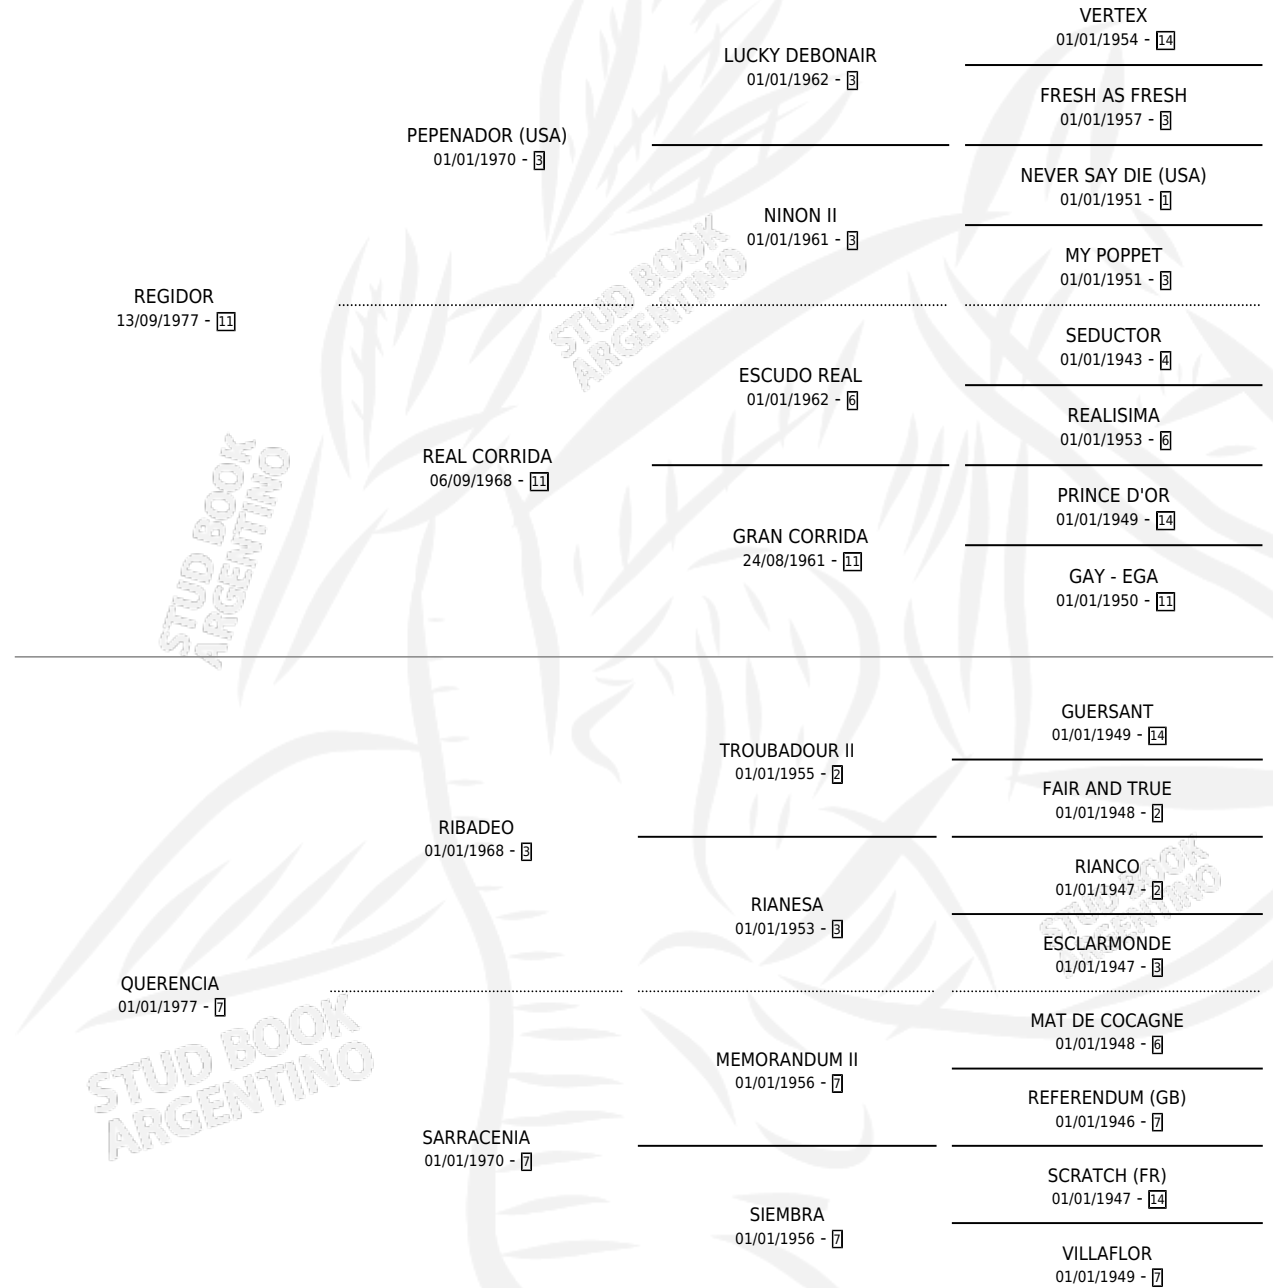 VERTEX
01/01/1954 - 14
LUCKY DEBONAIR
01/01/1962 - 3
FRESH AS FRESH
01/01/1957 - 3
PEPENADOR (USA)
01/01/1970 - 3
NEVER SAY DIE (USA)
01/01/1951 - 1
NINON II
01/01/1961 - 3
MY POPPET
01/01/1951 - 3
REGIDOR
13/09/1977 - 11
SEDUCTOR
01/01/1943 - 4
ESCUDO REAL
01/01/1962 - 6
REALISIMA
01/01/1953 - 6
REAL CORRIDA
06/09/1968 - 11
PRINCE D'OR
01/01/1949 - 14
GRAN CORRIDA
24/08/1961 - 11
GAY - EGA
01/01/1950 - 11
GUERSANT
01/01/1949 - 14
TROUBADOUR II
01/01/1955 - 2
FAIR AND TRUE
01/01/1948 - 2
RIBADEO
01/01/1968 - 3
RIANCO
01/01/1947 - 2
RIANESA
01/01/1953 - 3
ESCLARMONDE
01/01/1947 - 3
QUERENCIA
01/01/1977 - 7
MAT DE COCAGNE
01/01/1948 - 6
MEMORANDUM II
01/01/1956 - 7
REFERENDUM (GB)
01/01/1946 - 7
SARRACENIA
01/01/1970 - 7
SCRATCH (FR)
01/01/1947 - 14
SIEMBRA
01/01/1956 - 7
VILLAFLOR
01/01/1949 - 7
STUD BOOK
ARGENTINO
STUD BOOK
ARGENTINO
STUD BOOK
ARGENTINO
STUD BOOK
ARGENTINO